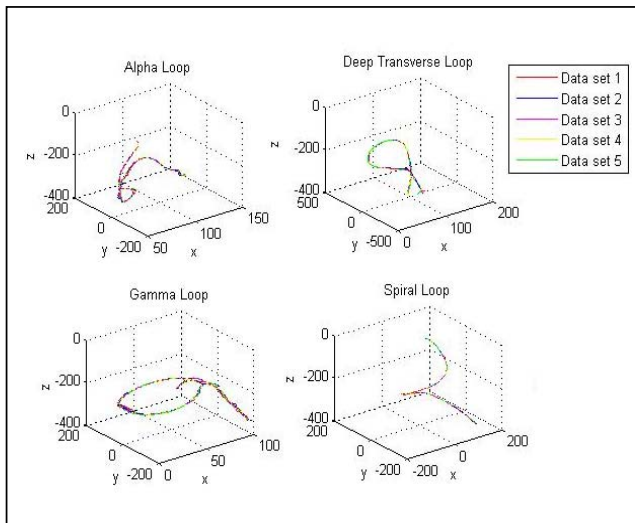 Alpha Loop
0
-200
-400
z
200
0
-200
y
50
100
150
x
Deep Transverse Loop
0
-200
-400
z
500
0
-500
y
0
100
200
x
Data set 1
Data set 2
Data set 3
Data set 4
Data set 5
Gamma Loop
0
-200
-400
z
200
0
-200
y
0
50
100
x
Spiral Loop
0
-200
-400
z
200
0
-200
y
-200
0
200
x